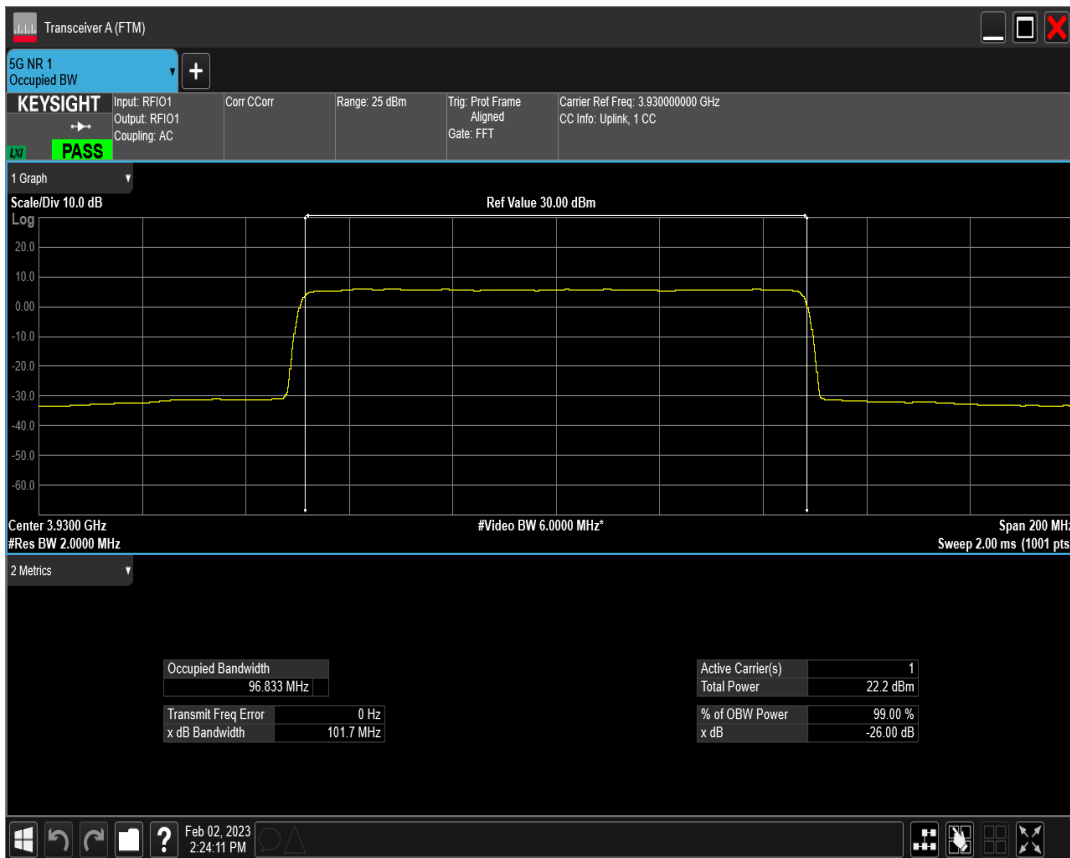 Transceiver A (FTM)
5G NR 1
Occupied BW
+
KEYSIGHT
LXI
PASS
Input: RFIO1
Output: RFIO1
Coupling: AC
Corr CCorr
Range: 25 dBm
Trig: Prot Frame
Aligned
Gate: FFT
Carrier Ref Freq: 3.930000000 GHz
CC Info: Uplink, 1 CC
1 Graph
Scale/Div 10.0 dB
Ref Value 30.00 dBm
Log
20.0
10.0
0.00
-10.0
-20.0
-30.0
-40.0
-50.0
-60.0
Center 3.9300 GHz
#Video BW 6.0000 MHz*
Span 200 MHz
#Res BW 2.0000 MHz
Sweep 2.00 ms (1001 pts
2 Metrics
Occupied Bandwidth
96.833 MHz
Transmit Freq Error 0 Hz
x dB Bandwidth 101.7 MHz
Active Carrier(s) 1
Total Power 22.2 dBm
% of OBW Power 99.00 %
x dB -26.00 dB
?
Feb 02, 2023
2:24:11 PM